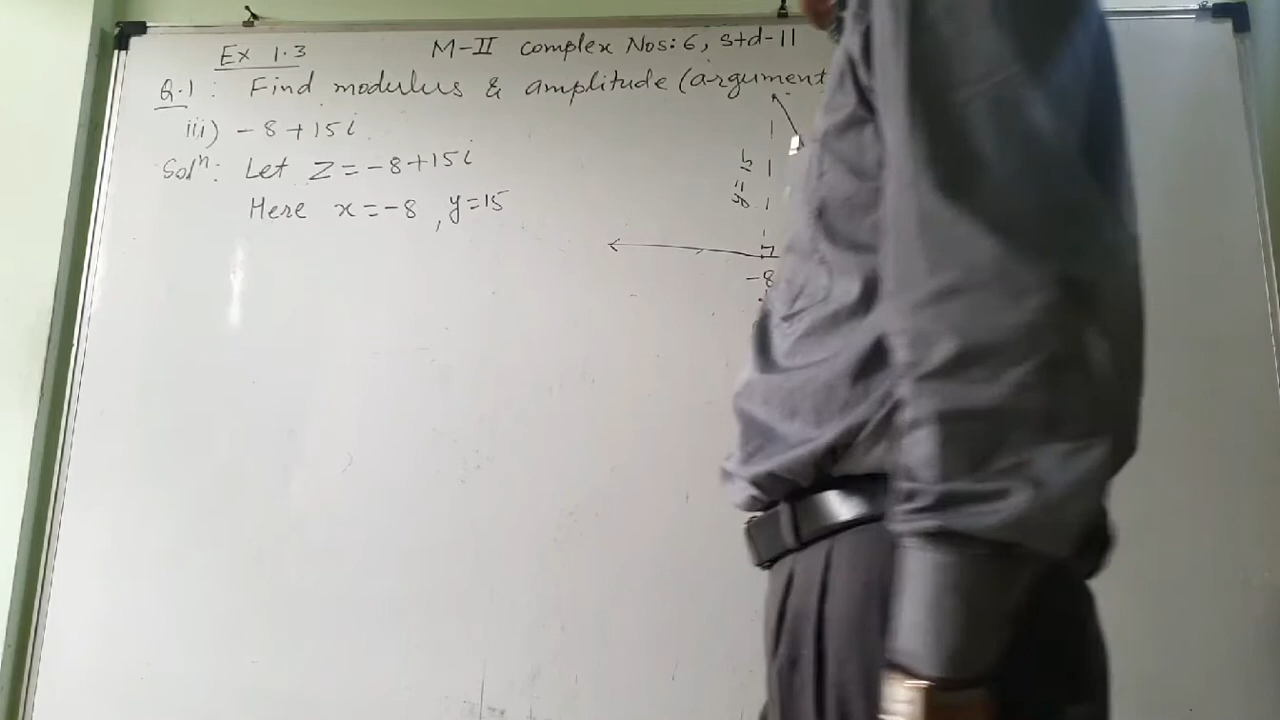 Ex 1.3
M-II complex Nos: 6, std-11
Q.1: Find modulus & amplitude (argument
iii) -8+15i
Solⁿ: Let z=-8+15i
Here x=-8, y=15
-8